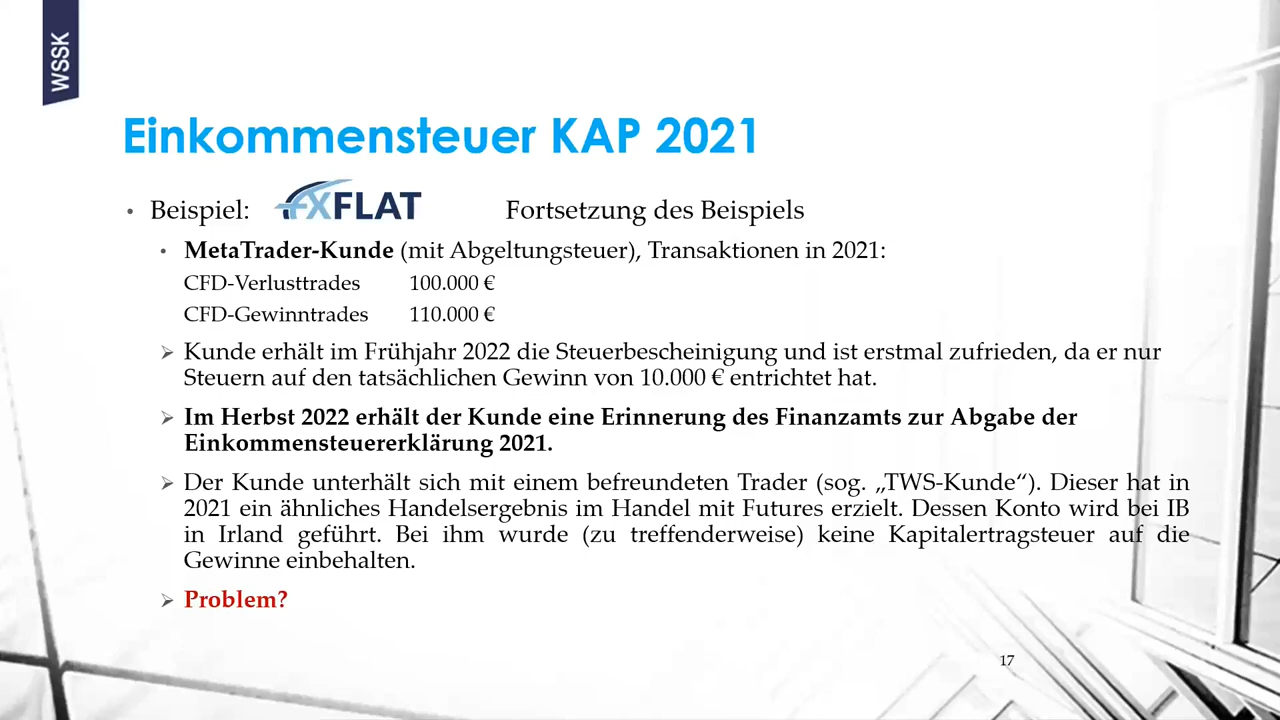 WSSK
Einkommensteuer KAP 2021
• Beispiel: FXFLAT Fortsetzung des Beispiels
• MetaTrader-Kunde (mit Abgeltungsteuer), Transaktionen in 2021:
CFD-Verlusttrades 100.000 €
CFD-Gewinntrades 110.000 €
➢ Kunde erhält im Frühjahr 2022 die Steuerbescheinigung und ist erstmal zufrieden, da er nur
Steuern auf den tatsächlichen Gewinn von 10.000 € entrichtet hat.
➢ Im Herbst 2022 erhält der Kunde eine Erinnerung des Finanzamts zur Abgabe der
Einkommensteuererklärung 2021.
➢ Der Kunde unterhält sich mit einem befreundeten Trader (sog. „TWS-Kunde“). Dieser hat in
2021 ein ähnliches Handelsergebnis im Handel mit Futures erzielt. Dessen Konto wird bei IB
in Irland geführt. Bei ihm wurde (zu treffenderweise) keine Kapitalertragsteuer auf die
Gewinne einbehalten.
➢ Problem?
17